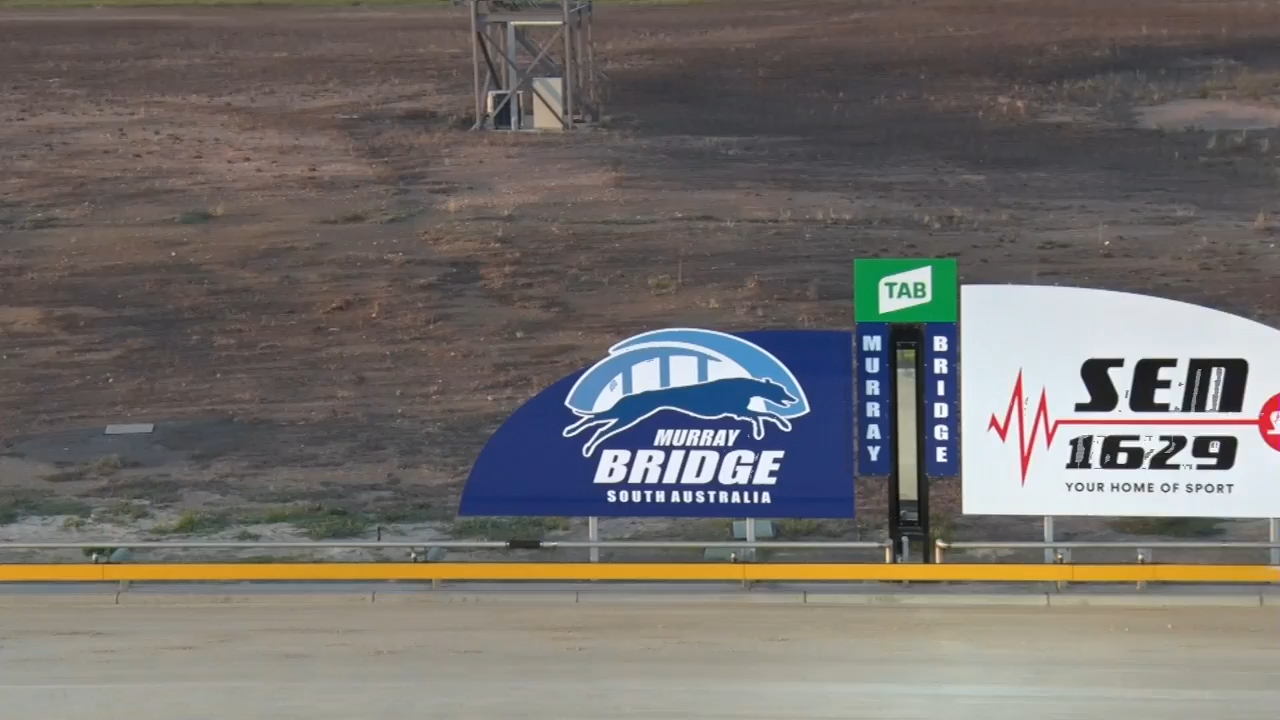 TAB
MURRAY
BRIDGE
MURRAY
BRIDGE
SOUTH AUSTRALIA
SEN
1629
YOUR HOME OF SPORT